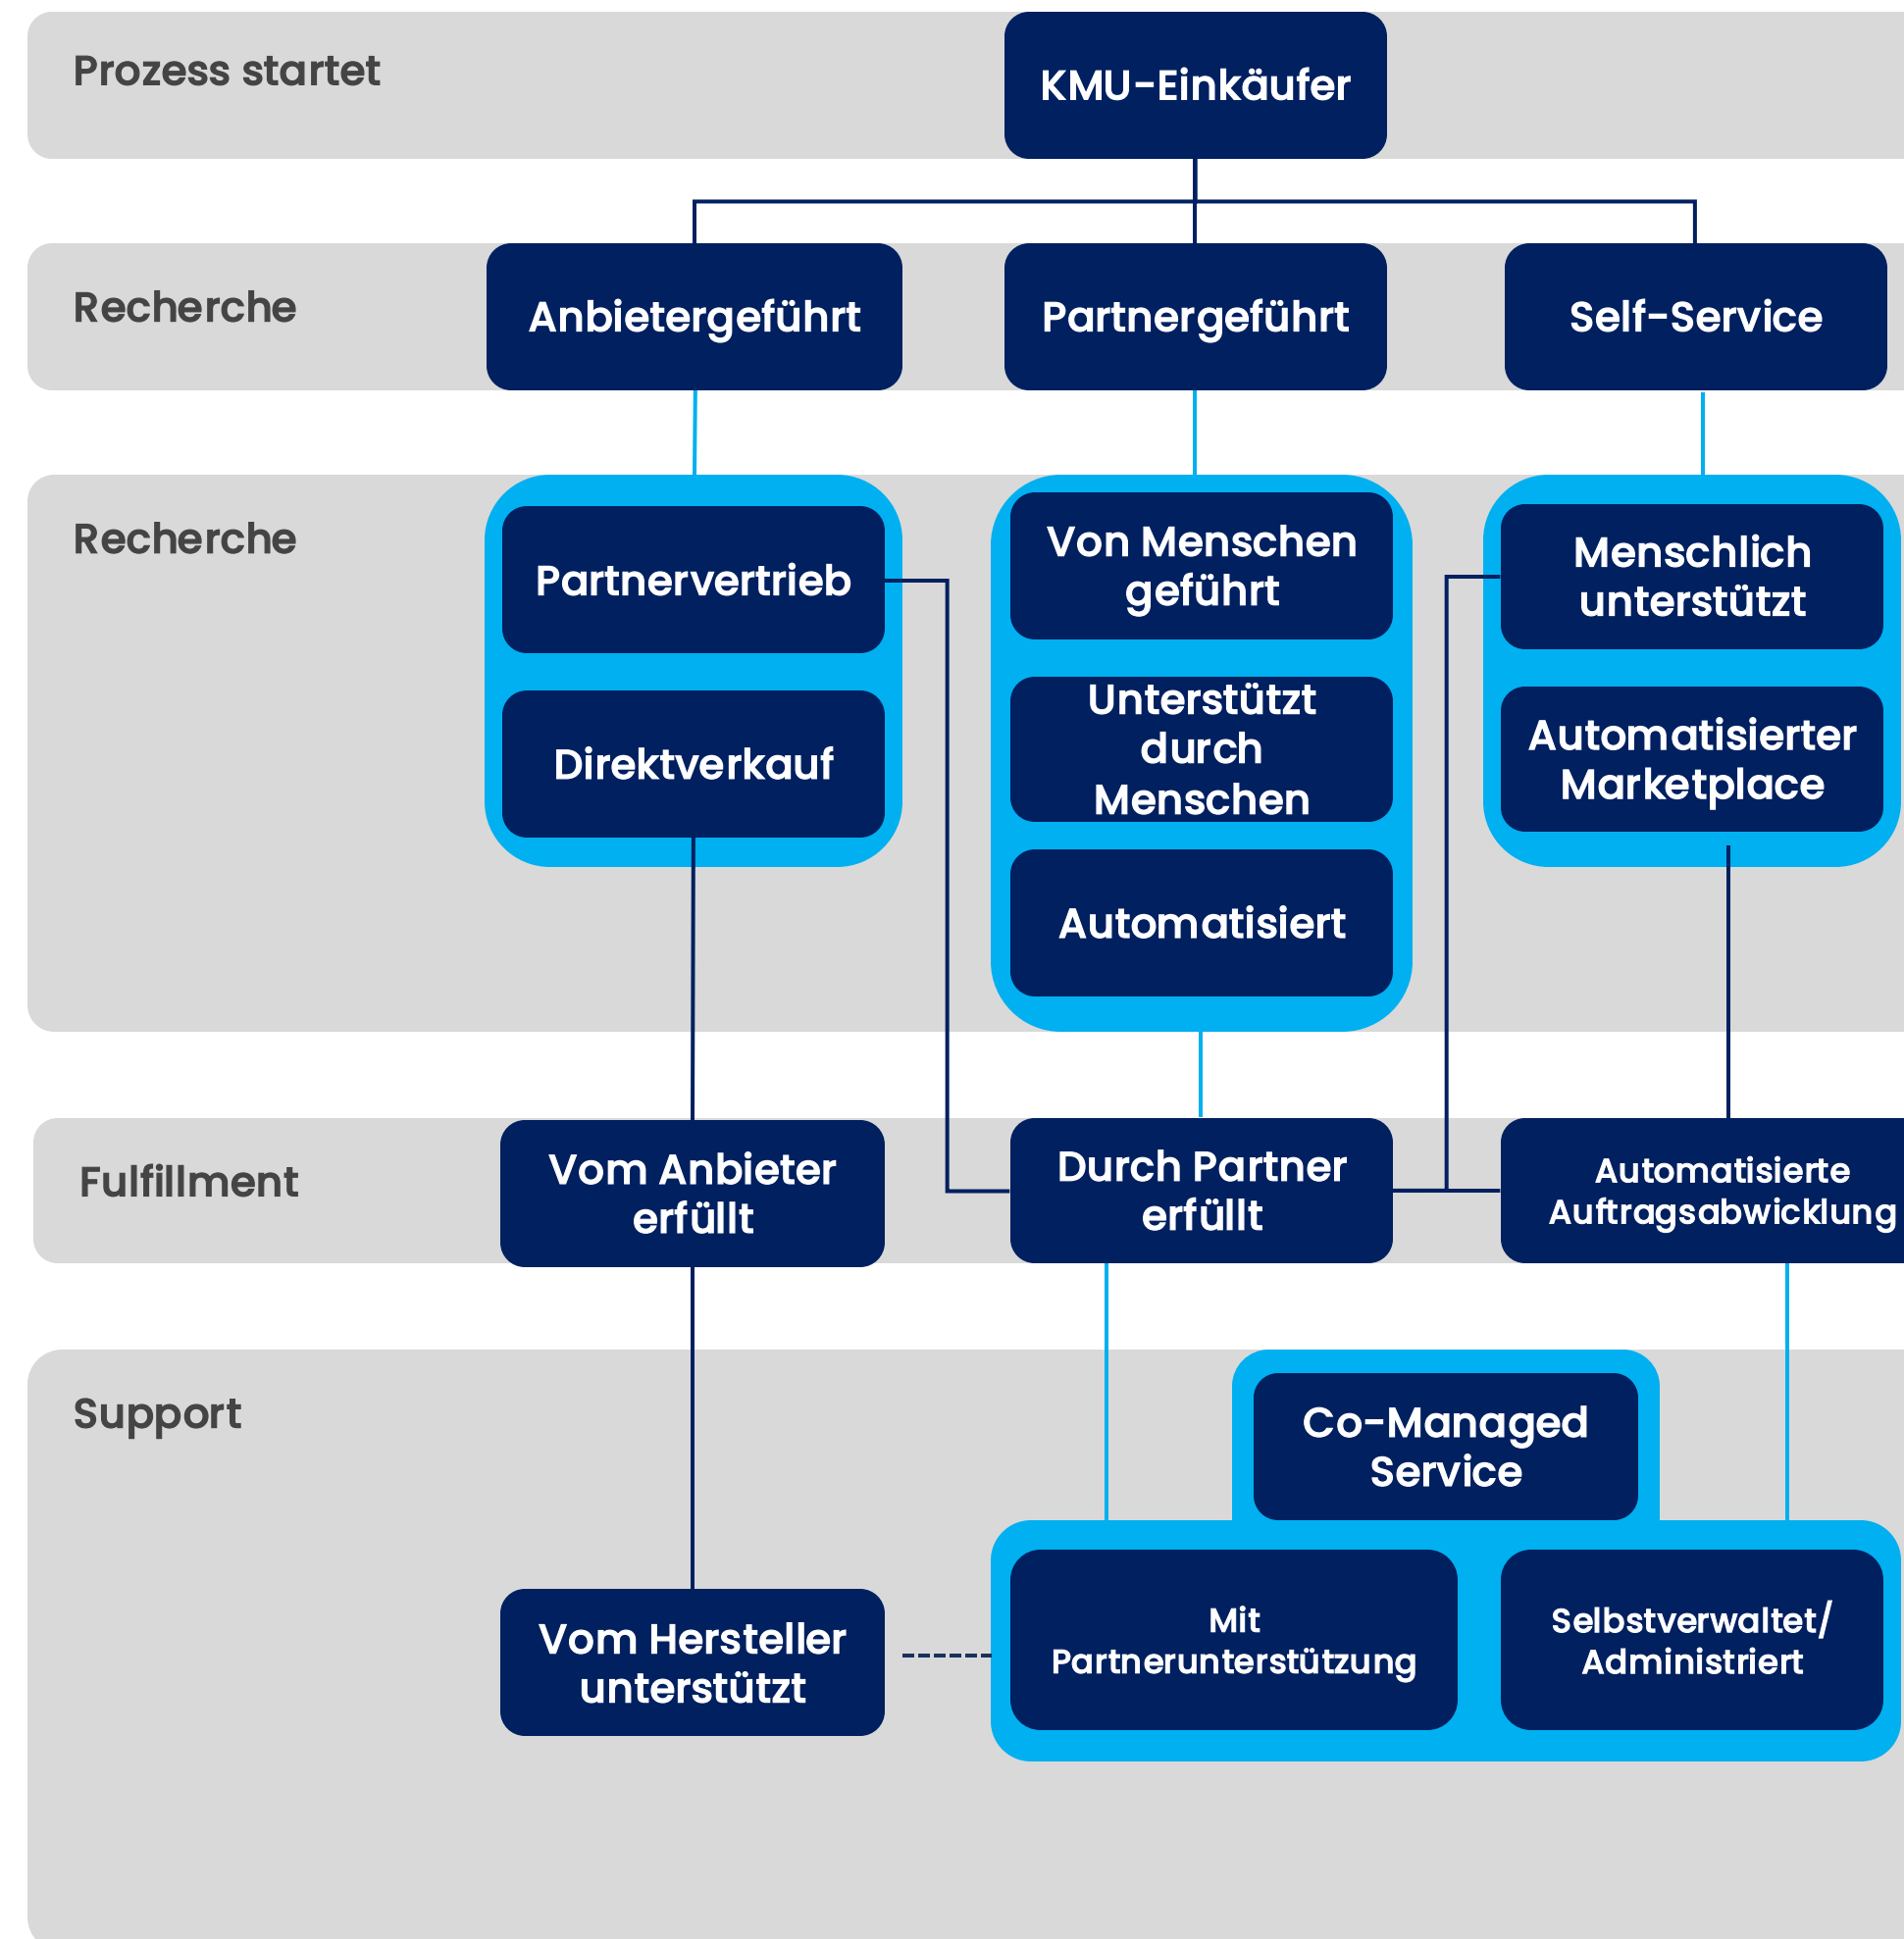 Prozess startet
KMU-Einkäufer
Recherche
Anbietergeführt
Partnergeführt
Self-Service
Recherche
Partnervertrieb
Direktverkauf
Von Menschen
geführt
Unterstützt
durch
Menschen
Automatisiert
Menschlich
unterstützt
Automatisierter
Marketplace
Fulfillment
Vom Anbieter
erfüllt
Durch Partner
erfüllt
Automatisierte
Auftragsabwicklung
Support
Co-Managed
Service
Vom Hersteller
unterstützt
Mit
Partnerunterstützung
Selbstverwaltet/
Administriert